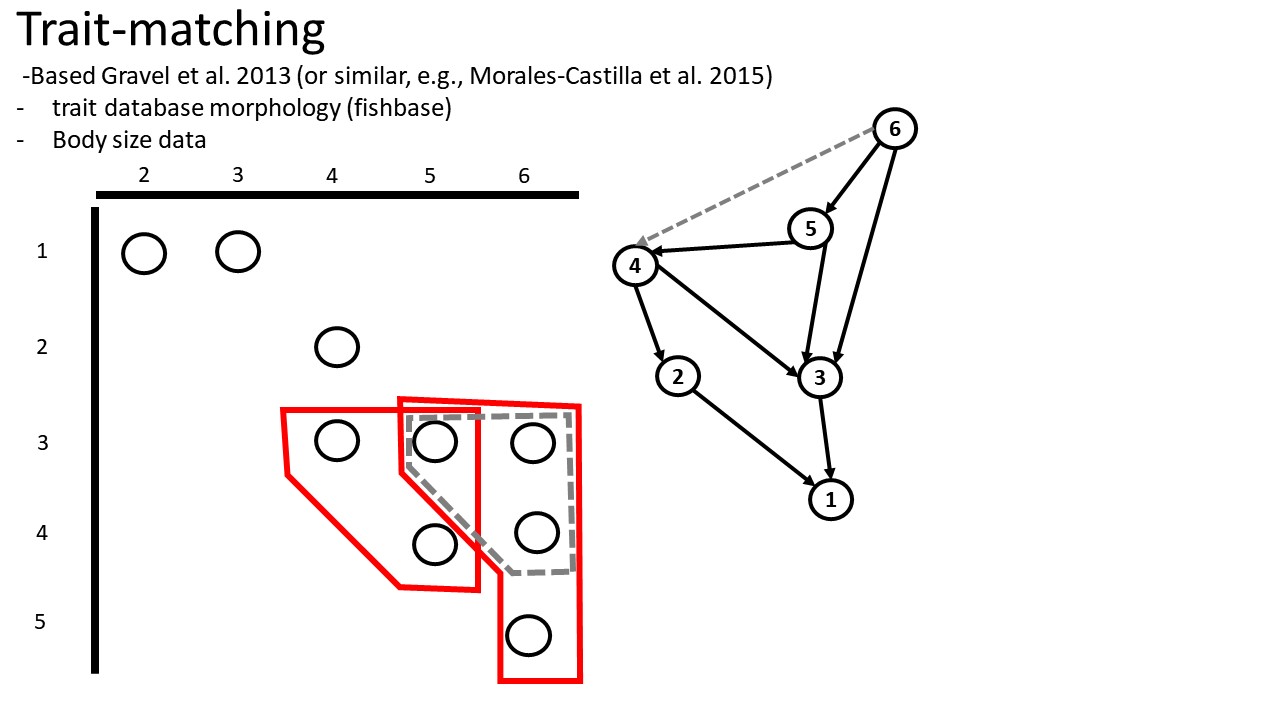 Trait-matching
-Based Gravel et al. 2013 (or similar, e.g., Morales-Castilla et al. 2015)
- trait database morphology (fishbase)
- Body size data
2 3 4 5 6
1
2
3
4
5
6
5
4
2
3
1